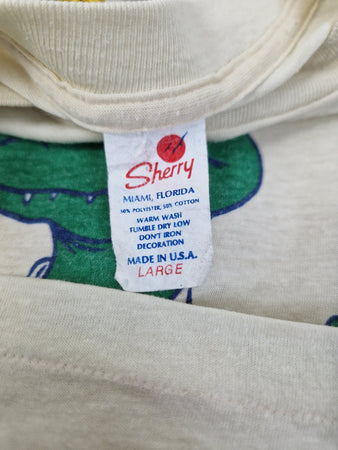 Sherry
MIAMI, FLORIDA
50% POLYESTER, 50% COTTON
WARM WASH
TUMBLE DRY LOW
DON'T IRON
DECORATION
MADE IN U.S.A.
LARGE